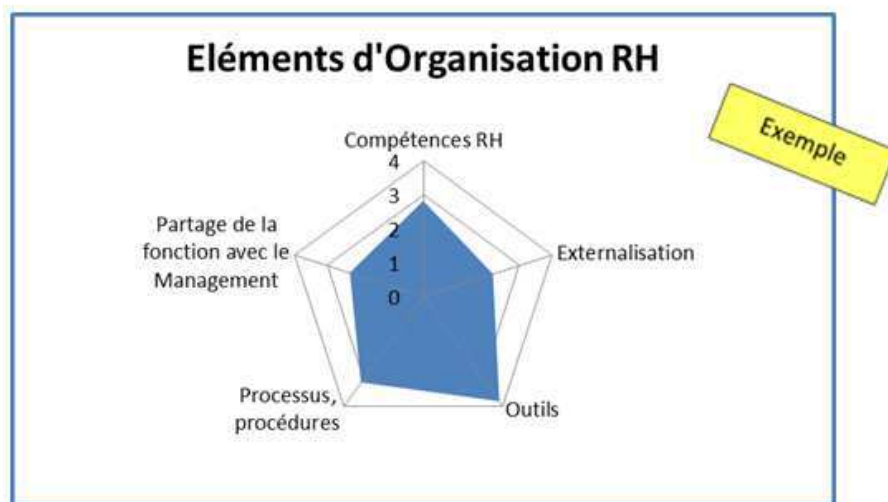 Eléments d'Organisation RH
Exemple
Compétences RH
4
3
2
1
0
Partage de la
fonction avec le
Management
Externalisation
Processus,
procédures
Outils